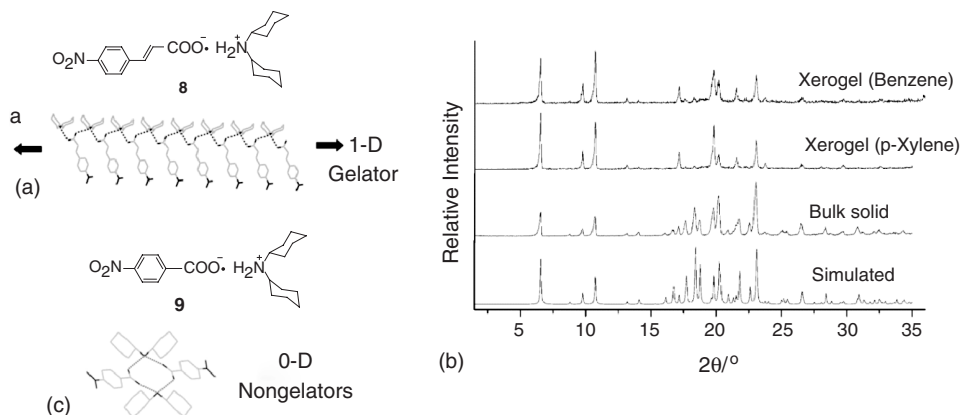 O₂N
COO⁻•
H₂N⁺
8
a
1-D
Gelator
(a)
O₂N
COO⁻•
H₂N⁺
9
0-D
Nongelators
(c)
Relative Intensity
Xerogel (Benzene)
Xerogel (p-Xylene)
Bulk solid
Simulated
5 10 15 20 25 30 35
(b)
2θ/°